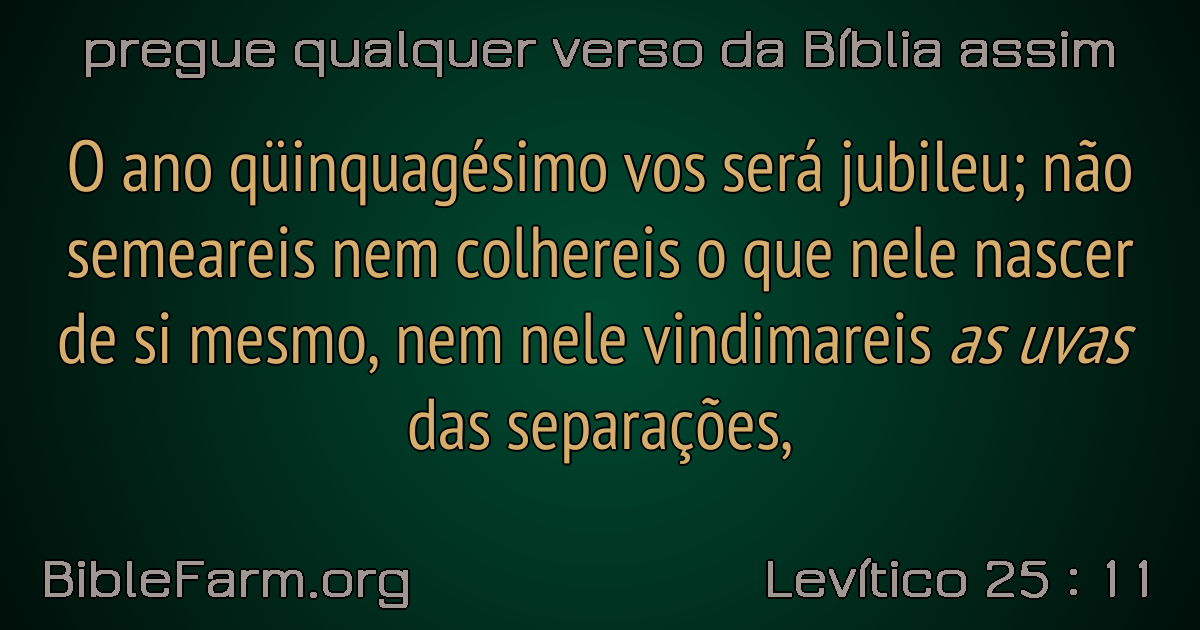 pregue qualquer verso da Bíblia assim
O ano qüinquagésimo vos será jubileu; não
semeareis nem colhereis o que nele nascer
de si mesmo, nem nele vindimareis as uvas
das separações,
BibleFarm.org
Levítico 25 : 11